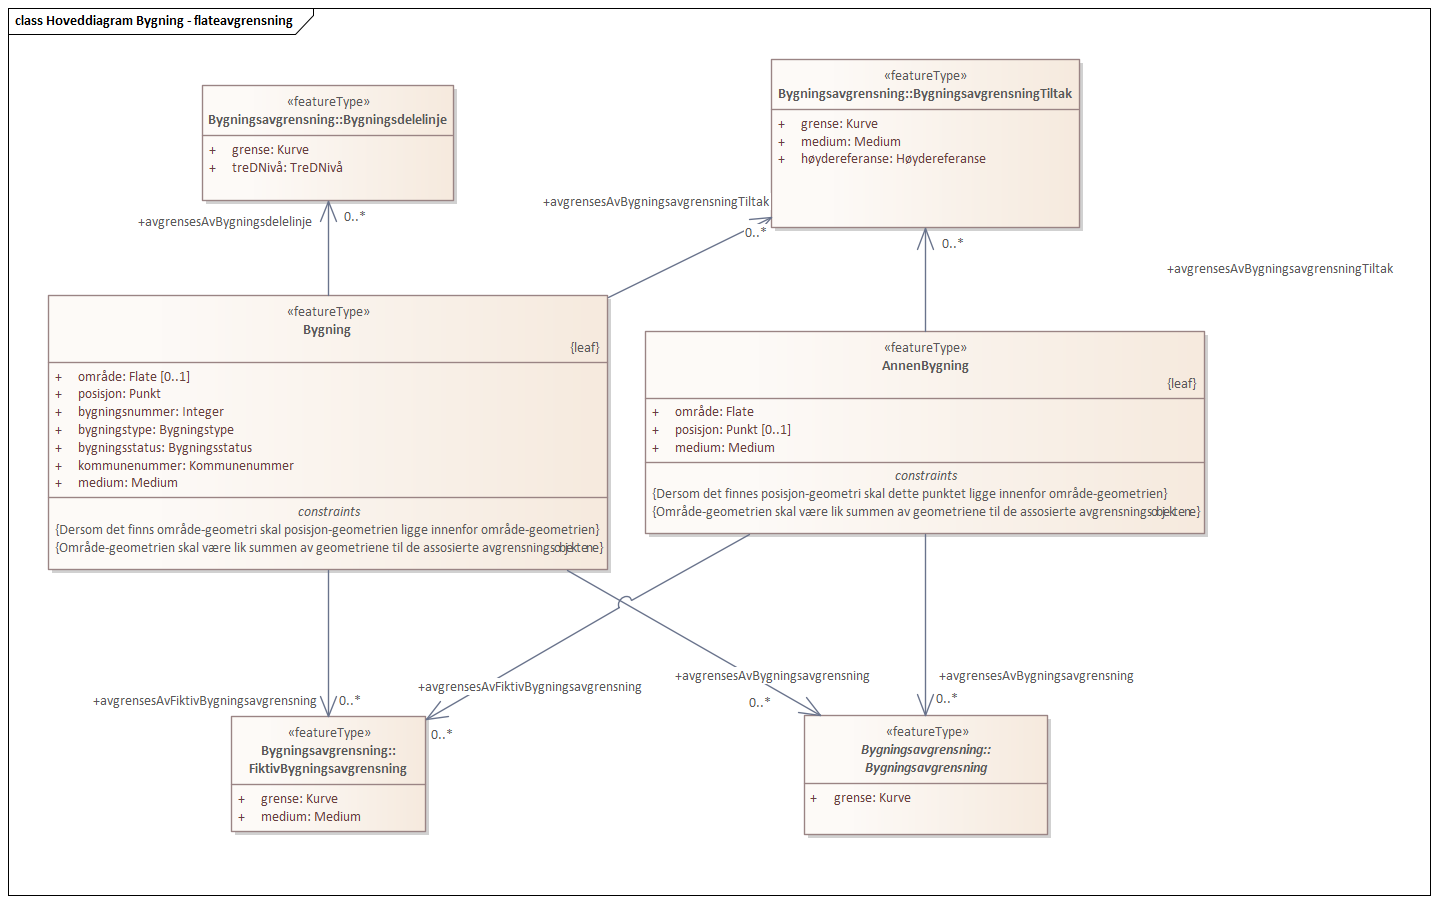 class Hoveddiagram Bygning - flateavgrensning
«featureType»
Bygningsavgrensning::Bygningsdelelinje
+ grense: Kurve
+ treDNivå: TreDNivå
«featureType»
Bygningsavgrensning::BygningsavgrensningTiltak
+ grense: Kurve
+ medium: Medium
+ høydereferanse: Høydereferanse
+avgrensesAvBygningsdelelinje
0..*
+avgrensesAvBygningsavgrensningTiltak
0..*
0..*
+avgrensesAvBygningsavgrensningTiltak
«featureType»
Bygning
{leaf}
+ område: Flate [0..1]
+ posisjon: Punkt
+ bygningsnummer: Integer
+ bygningstype: Bygningstype
+ bygningsstatus: Bygningsstatus
+ kommunenummer: Kommunenummer
+ medium: Medium
constraints
{Dersom det finns område-geometri skal posisjon-geometrien ligge innenfor område-geometrien}
{Område-geometrien skal være lik summen av geometriene til de assosierte avgrensningsobjektene}
«featureType»
AnnenBygning
{leaf}
+ område: Flate
+ posisjon: Punkt [0..1]
+ medium: Medium
constraints
{Dersom det finnes posisjon-geometri skal dette punktet ligge innenfor område-geometrien}
{Område-geometrien skal være lik summen av geometriene til de assosierte avgrensningsobjektene}
+avgrensesAvFiktivBygningsavgrensning
0..*
+avgrensesAvFiktivBygningsavgrensning
0..*
+avgrensesAvBygningsavgrensning
0..*
+avgrensesAvBygningsavgrensning
0..*
«featureType»
Bygningsavgrensning::
FiktivBygningsavgrensning
+ grense: Kurve
+ medium: Medium
«featureType»
Bygningsavgrensning::
Bygningsavgrensning
+ grense: Kurve